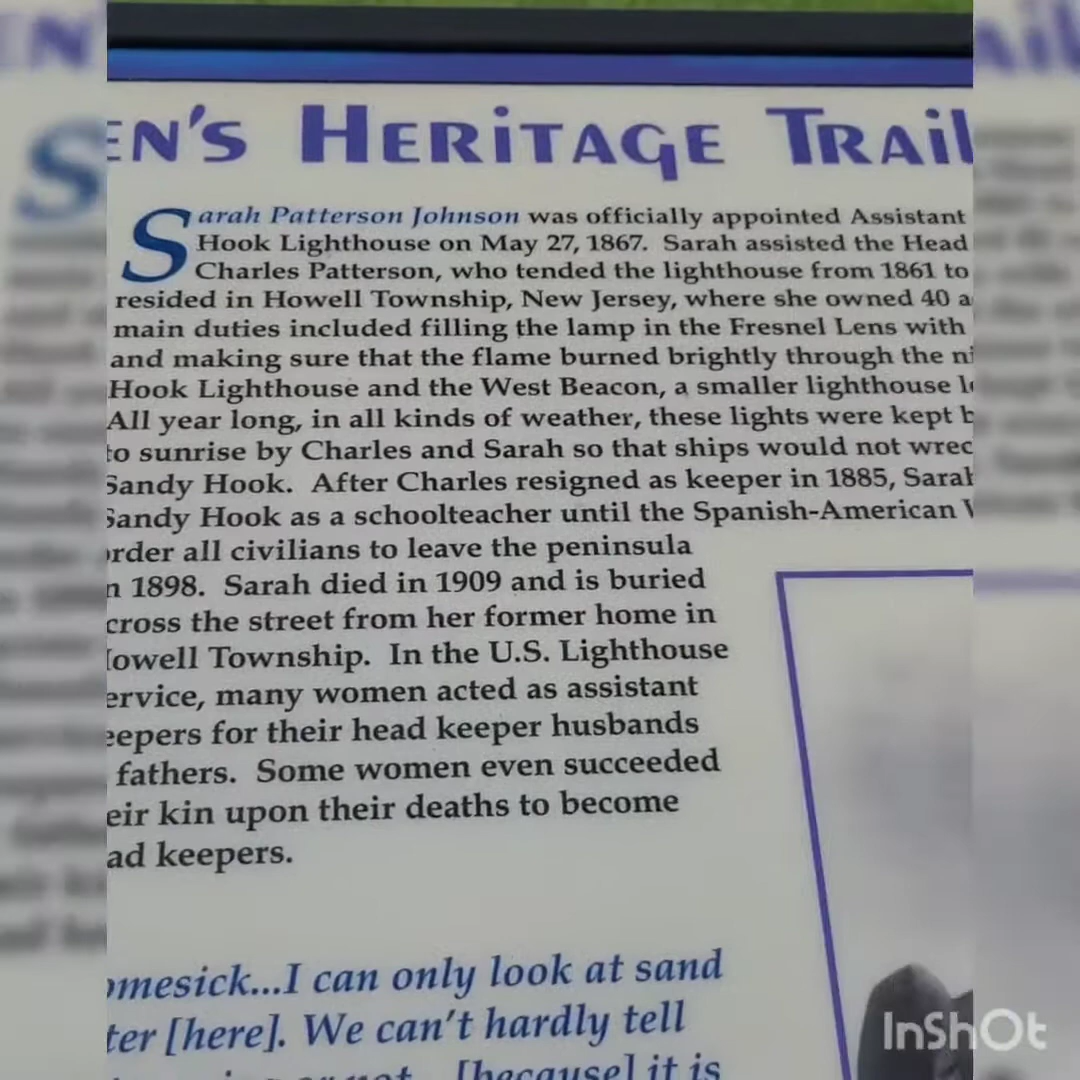 EN'S HERITAGE TRAIL
Sarah Patterson Johnson was officially appointed Assistant
Hook Lighthouse on May 27, 1867. Sarah assisted the Head
Charles Patterson, who tended the lighthouse from 1861 to
resided in Howell Township, New Jersey, where she owned 40 a
main duties included filling the lamp in the Fresnel Lens with
and making sure that the flame burned brightly through the ni
Hook Lighthouse and the West Beacon, a smaller lighthouse l
All year long, in all kinds of weather, these lights were kept b
to sunrise by Charles and Sarah so that ships would not wrec
Sandy Hook. After Charles resigned as keeper in 1885, Sarah
Sandy Hook as a schoolteacher until the Spanish-American
order all civilians to leave the peninsula
n 1898. Sarah died in 1909 and is buried
cross the street from her former home in
Howell Township. In the U.S. Lighthouse
ervice, many women acted as assistant
eepers for their head keeper husbands
fathers. Some women even succeeded
eir kin upon their deaths to become
ad keepers.
omesick...I can only look at sand
ter [here]. We can't hardly tell
[because] it is
InShOt